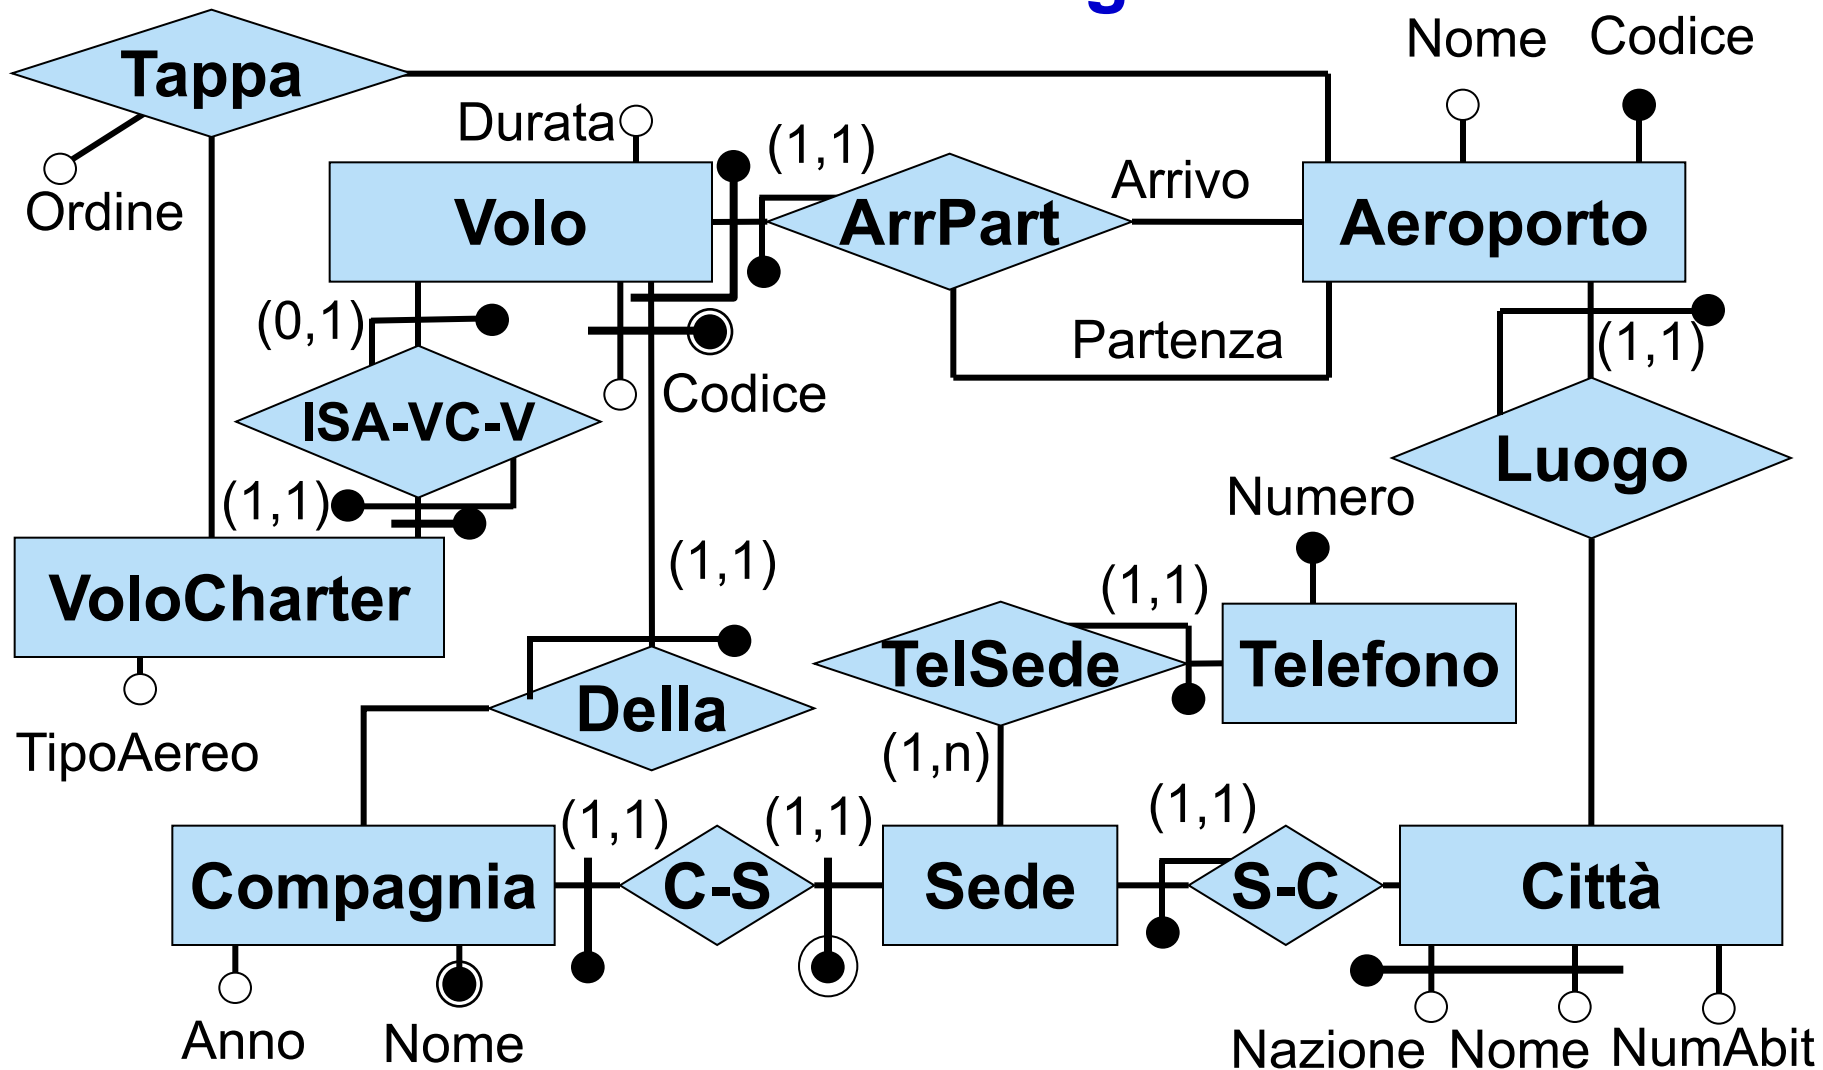 g
Nome
Codice
Tappa
Durata
(1,1)
Arrivo
Ordine
Volo
ArrPart
Aeroporto
(0,1)
Partenza
(1,1)
Codice
ISA-VC-V
Luogo
(1,1)
Numero
(1,1)
(1,1)
VoloCharter
TelSede
Telefono
Della
TipoAereo
(1,n)
(1,1)
(1,1)
(1,1)
Compagnia
C-S
Sede
S-C
Città
Anno
Nome
Nazione
Nome
NumAbit